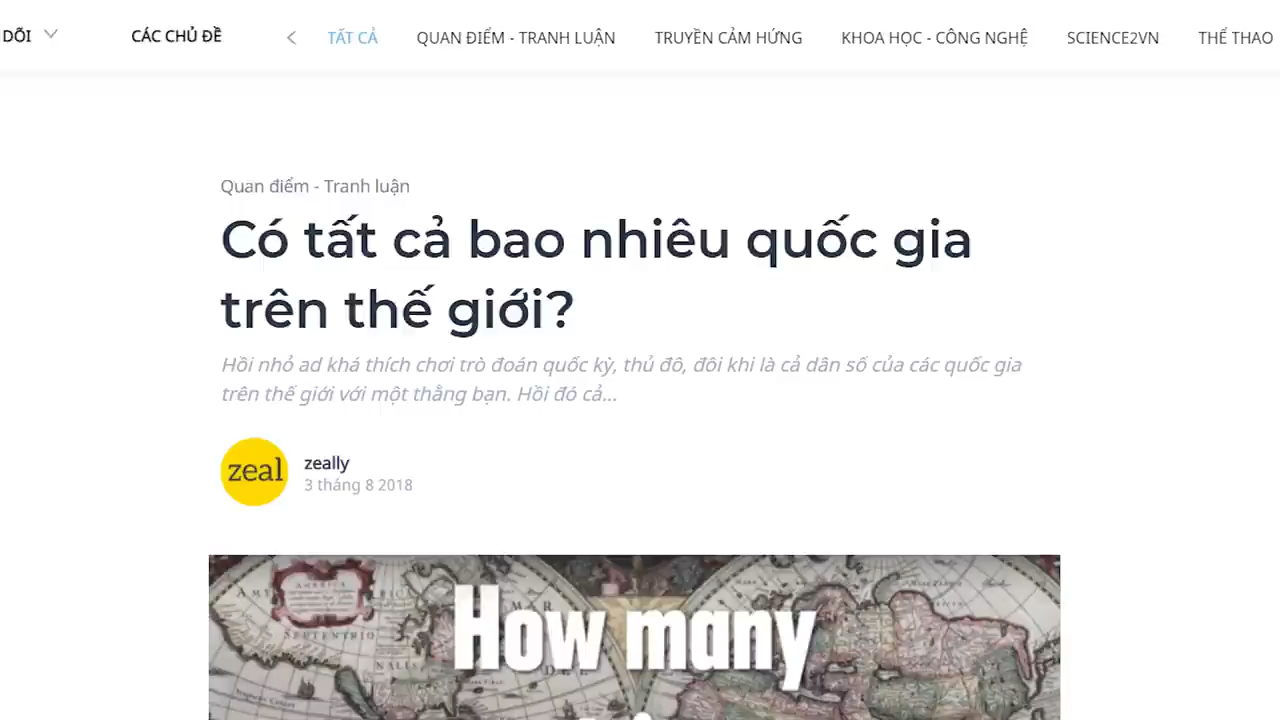 DÕI
CÁC CHỦ ĐỀ
TẤT CẢ
QUAN ĐIỂM - TRANH LUẬN
TRUYỀN CẢM HỨNG
KHOA HỌC - CÔNG NGHỆ
SCIENCE2VN
THỂ THAO
Quan điểm - Tranh luận
Có tất cả bao nhiêu quốc gia
trên thế giới?
Hồi nhỏ ad khá thích chơi trò đoán quốc kỳ, thủ đô, đôi khi là cả dân số của các quốc gia
trên thế giới với một thằng bạn. Hồi đó cả...
zeal
zeally
3 tháng 8 2018
How many
AMERICA
SEPTENTRIO
NALIS